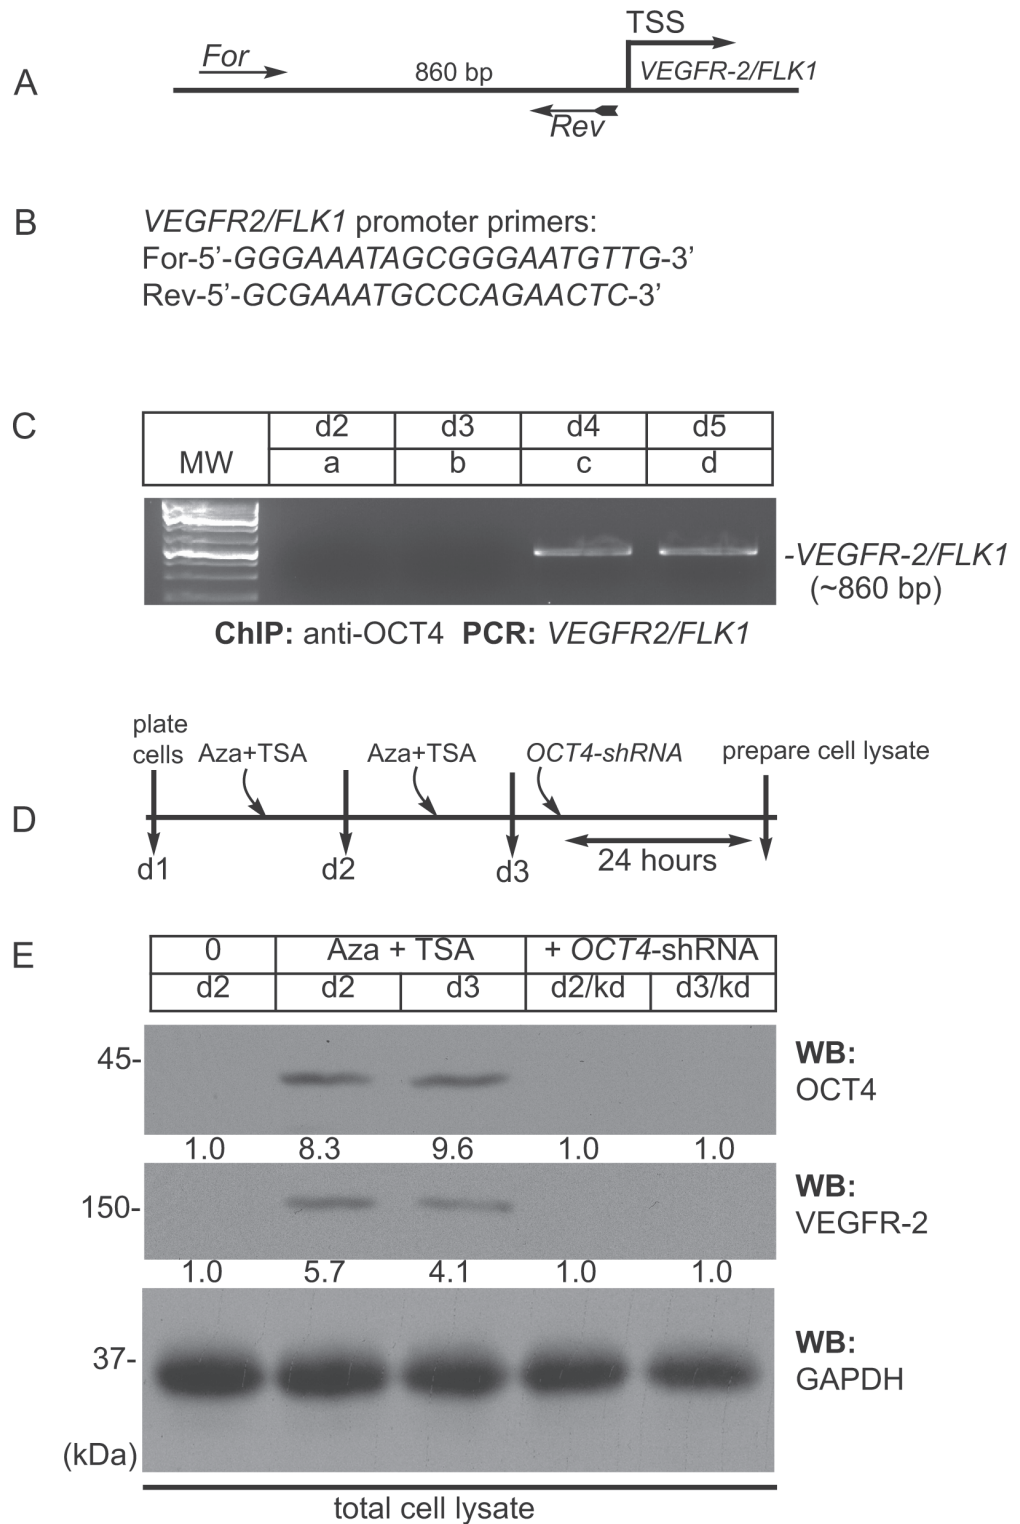 A
For
860 bp
TSS
VEGFR-2/FLK1
Rev
B
VEGFR2/FLK1 promoter primers:
For-5’-GGGAAATAGCGGGAATGTTG-3’
Rev-5’-GCGAAATGCCCAGAACTC-3’
C
MW
d2 d3 d4 d5
a b c d
-VEGFR-2/FLK1
(~860 bp)
ChIP: anti-OCT4 PCR: VEGFR2/FLK1
D
plate
cells
Aza+TSA
Aza+TSA
OCT4-shRNA
prepare cell lysate
d1
d2
d3
24 hours
E
0 Aza + TSA + OCT4-shRNA
d2 d2 d3 d2/kd d3/kd
45-
WB:
OCT4
1.0 8.3 9.6 1.0 1.0
150-
WB:
VEGFR-2
1.0 5.7 4.1 1.0 1.0
37-
WB:
GAPDH
(kDa)
total cell lysate